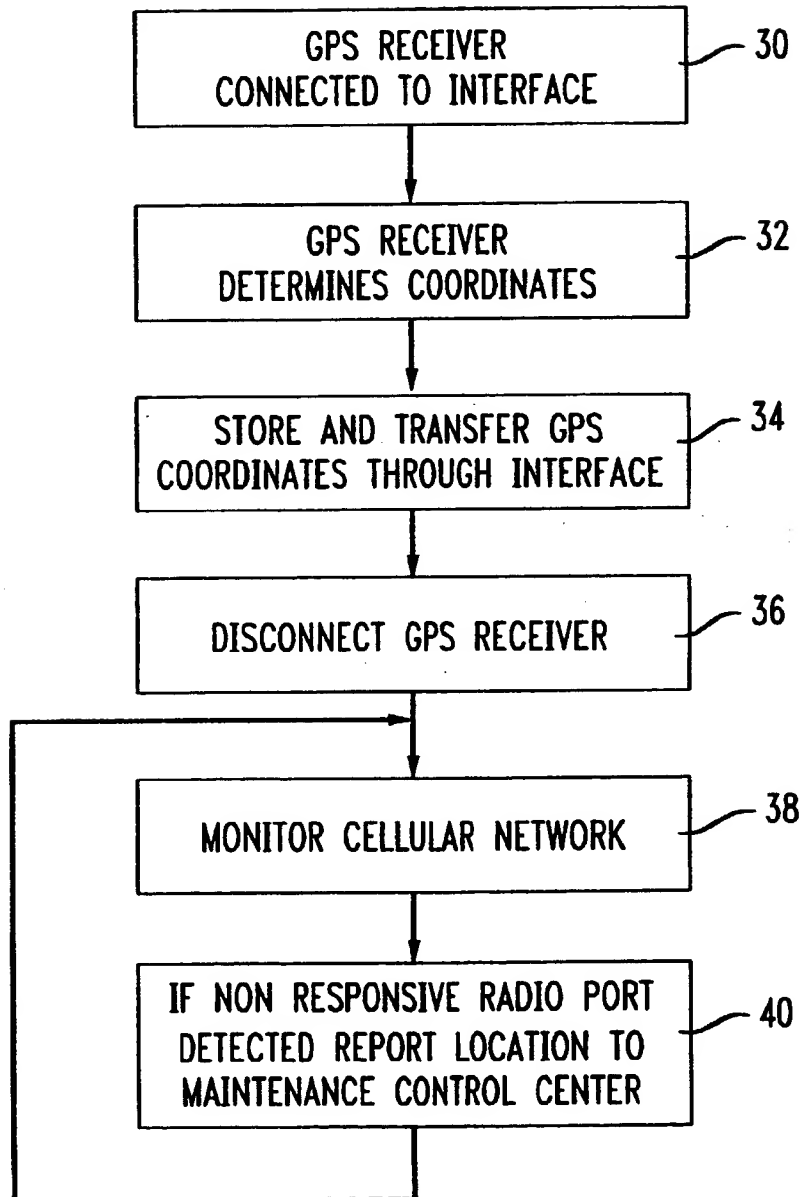 GPS RECEIVER
CONNECTED TO INTERFACE
30
GPS RECEIVER
DETERMINES COORDINATES
32
STORE AND TRANSFER GPS
COORDINATES THROUGH INTERFACE
34
DISCONNECT GPS RECEIVER
36
MONITOR CELLULAR NETWORK
38
IF NON RESPONSIVE RADIO PORT
DETECTED REPORT LOCATION TO
MAINTENANCE CONTROL CENTER
40